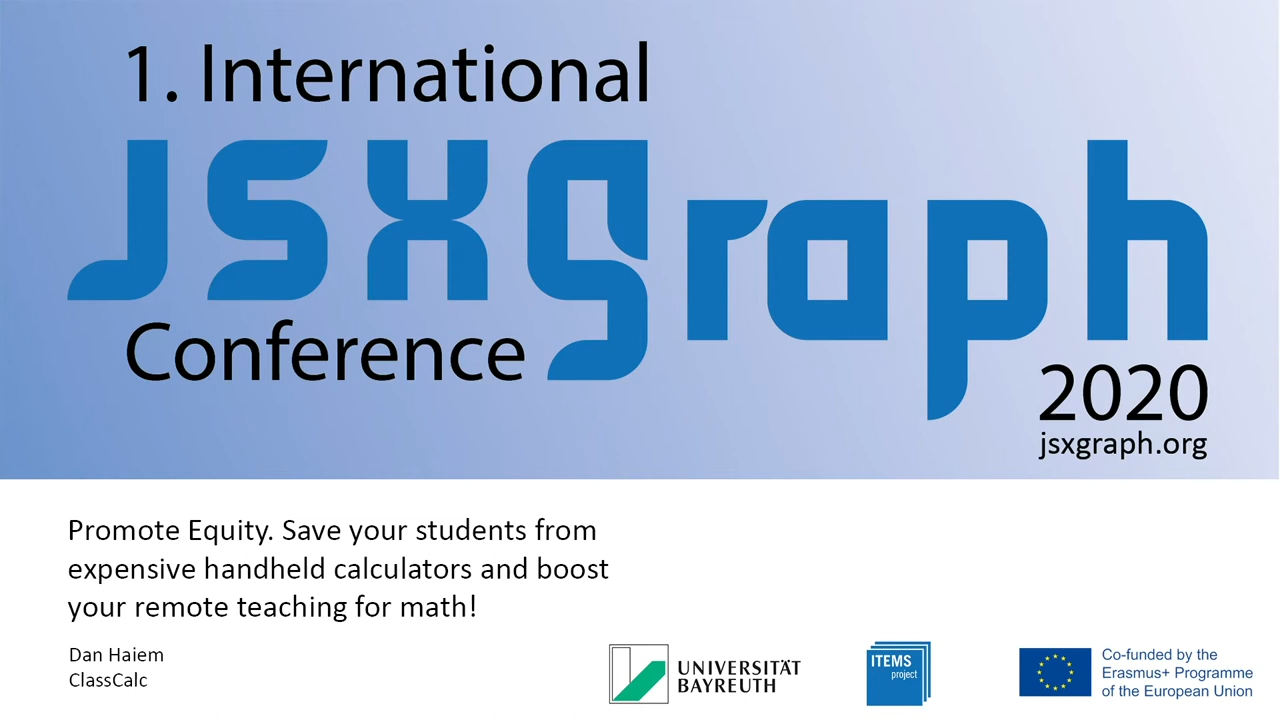 1. International
JSXgraph
Conference
2020
jsxgraph.org
Promote Equity. Save your students from
expensive handheld calculators and boost
your remote teaching for math!
Dan Haiem
ClassCalc
UNIVERSITÄT
BAYREUTH
ITEMS
project
Co-funded by the
Erasmus+ Programme
of the European Union